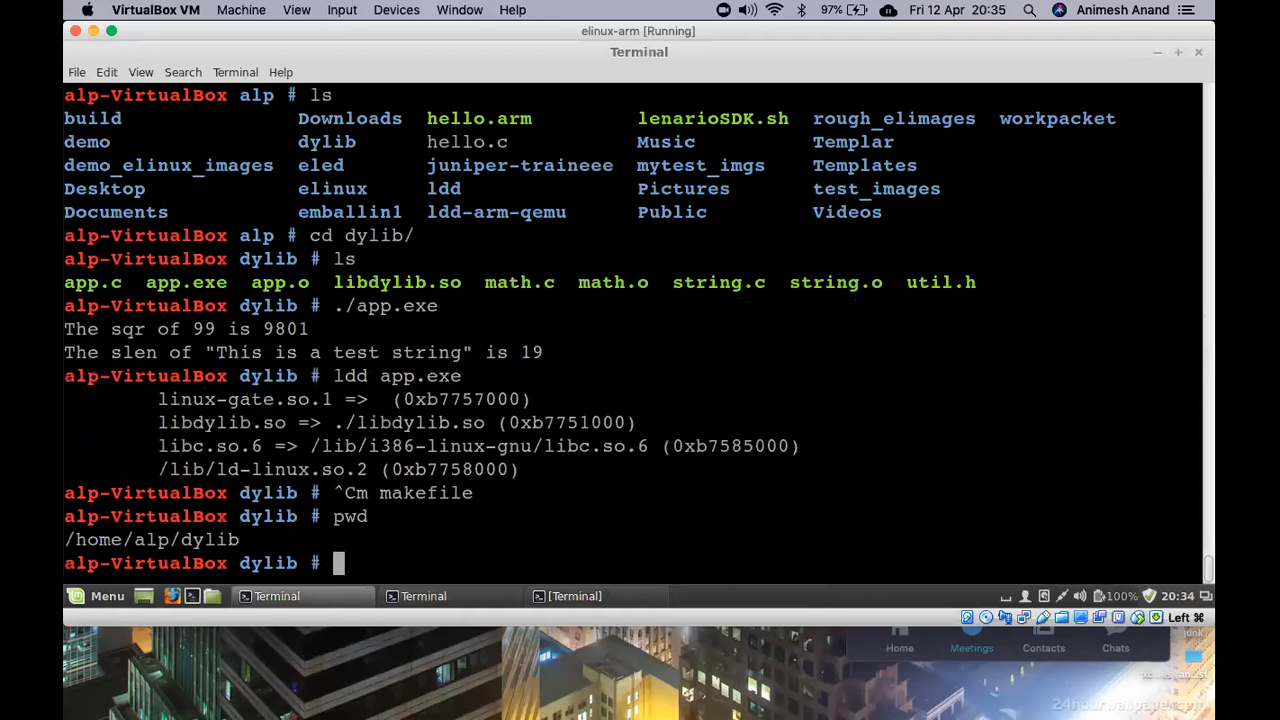 VirtualBox VM Machine View Input Devices Window Help 97% Fri 12 Apr 20:35 Animesh Anand
elinux-arm [Running]
Terminal
File Edit View Search Terminal Help
alp-VirtualBox alp # ls
build Downloads hello.arm lenarioSDK.sh rough_elimages workpacket
demo dylib hello.c Music Templar
demo_elinux_images eled juniper-traineee mytest_imgs Templates
Desktop elinux ldd Pictures test_images
Documents emballin1 ldd-arm-qemu Public Videos
alp-VirtualBox alp # cd dylib/
alp-VirtualBox dylib # ls
app.c app.exe app.o libdylib.so math.c math.o string.c string.o util.h
alp-VirtualBox dylib # ./app.exe
The sqr of 99 is 9801
The slen of "This is a test string" is 19
alp-VirtualBox dylib # ldd app.exe
linux-gate.so.1 => (0xb7757000)
libdylib.so => ./libdylib.so (0xb7751000)
libc.so.6 => /lib/i386-linux-gnu/libc.so.6 (0xb7585000)
/lib/ld-linux.so.2 (0xb7758000)
alp-VirtualBox dylib # ^Cm makefile
alp-VirtualBox dylib # pwd
/home/alp/dylib
alp-VirtualBox dylib #
Menu Terminal Terminal [Terminal] 100% 20:34
Left ⌘
junk
Home Meetings Contacts Chats
24hourwallpaper